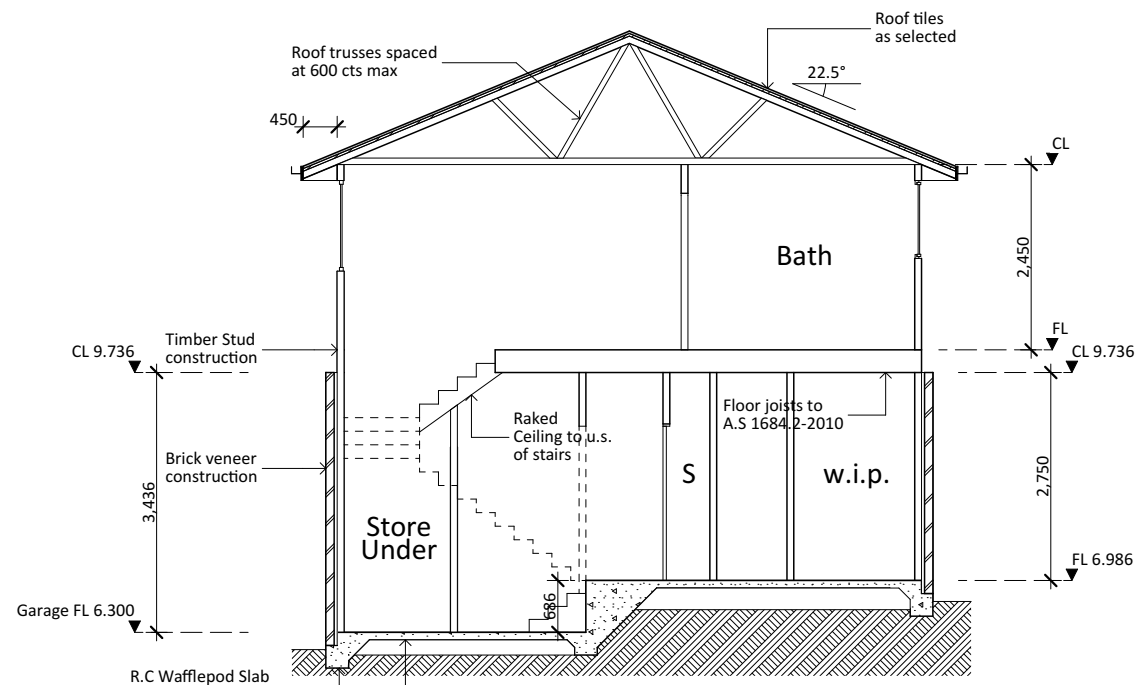 Roof tiles
as selected
Roof trusses spaced
at 600 cts max
22.5°
450
CL
Bath
2,450
Timber Stud
construction
FL
CL 9.736
CL 9.736
Floor joists to
A.S 1684.2-2010
Raked
Ceiling to u.s.
of stairs
Brick veneer
construction
S
w.i.p.
2,750
3,436
Store
Under
FL 6.986
686
Garage FL 6.300
R.C Wafflepod Slab